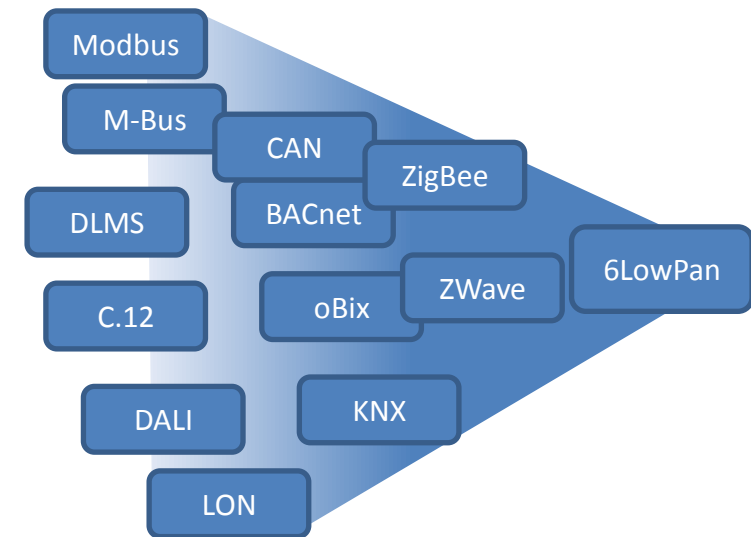 Modbus
M-Bus
CAN
ZigBee
DLMS
BACnet
6LowPan
C.12
oBix
ZWave
DALI
KNX
LON